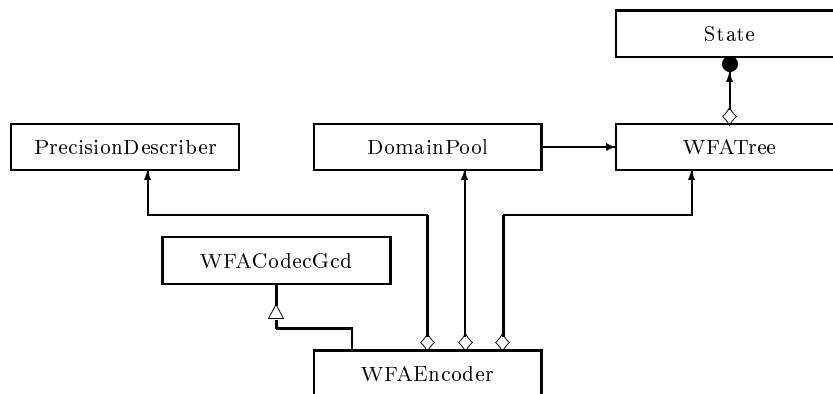 State
PrecisionDescriber
DomainPool
WFATree
WFACodecGcd
WFAEncoder